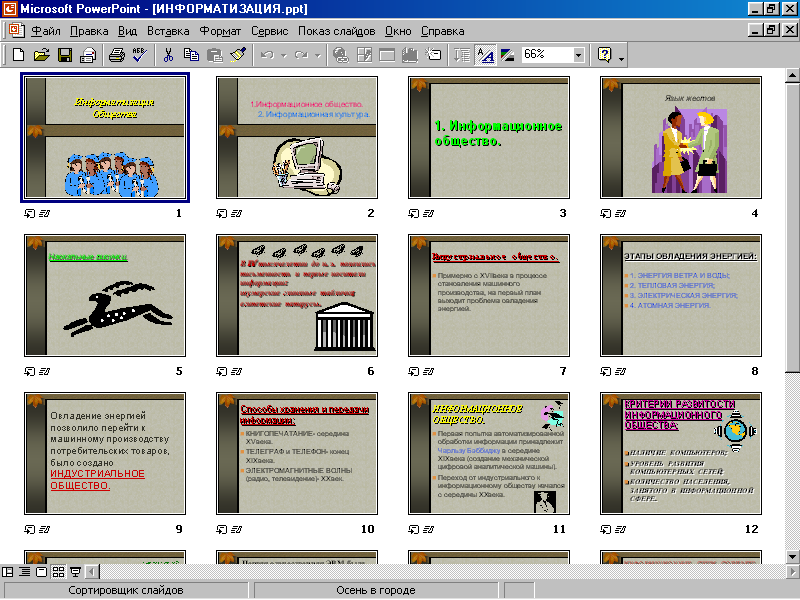 Microsoft PowerPoint - [ИНФОРМАТИЗАЦИЯ.ppt]
Файл Правка Вид Вставка Формат Сервис Показ слайдов Окно Справка
66%
Информатизация
Общества
1
1.Информационное общество.
2. Информационная культура.
2
1. Информационное
общество.
3
Язык жестов
4
Наскальные рисунки.
5
В IV тысячелетии до н.э. появилась
письменность и первые носители
информации:
шумерские глиняные таблички,
египетские папирусы.
6
Индустриальное общество.
Примерно с XVIIвека в процессе
становления машинного
производства, на первый план
выходит проблема овладения
энергией.
7
ЭТАПЫ ОВЛАДЕНИЯ ЭНЕРГИЕЙ:
1. ЭНЕРГИЯ ВЕТРА И ВОДЫ;
2. ТЕПЛОВАЯ ЭНЕРГИЯ;
3. ЭЛЕКТРИЧЕСКАЯ ЭНЕРГИЯ;
4. АТОМНАЯ ЭНЕРГИЯ.
8
Овладение энергией
позволило перейти к
машинному производству
потребительских товаров,
было создано
ИНДУСТРИАЛЬНОЕ
ОБЩЕСТВО.
9
Способы хранения и передачи
информации:
КНИГОПЕЧАТАНИЕ- середина
XVвека.
ТЕЛЕГРАФ и ТЕЛЕФОН- конец
XIXвека.
ЭЛЕКТРОМАГНИТНЫЕ ВОЛНЫ
(радио, телевидение)- XXвек.
10
ИНФОРМАЦИОННОЕ
ОБЩЕСТВО.
Первая попытка автоматизированной
обработки информации принадлежит
Чарльзу Бэббиджу в середине
XIXвека (создание механической
цифровой аналитической машины).
Переход от индустриального к
информационному обществу начался
с середины XXвека.
11
КРИТЕРИИ РАЗВИТОСТИ
ИНФОРМАЦИОННОГО
ОБЩЕСТВА:
НАЛИЧИЕ КОМПЬЮТЕРОВ;
УРОВЕНЬ РАЗВИТИЯ
КОМПЬЮТЕРНЫХ СЕТЕЙ;
КОЛИЧЕСТВО НАСЕЛЕНИЯ,
ЗАНЯТОГО В ИНФОРМАЦИОННОЙ
СФЕРЕ.
12
Сортировщик слайдов
Осень в городе